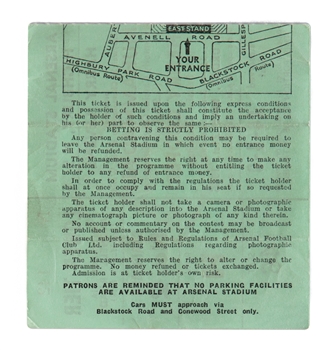 EAST STAND
AUBER
AVENELL ROAD
GILLESP
YOUR
ENTRANCE
HIGHBURY PARK ROAD
(Omnibus Route)
BLACKSTOCK ROAD
(Omnibus Route)
This ticket is issued upon the following express conditions
and possession of this ticket shall constitute the acceptance
by the holder of such conditions and imply an undertaking on
his (or her) part to observe the same :—
BETTING IS STRICTLY PROHIBITED
Any person contravening this condition may be required to
leave the Arsenal Stadium in which event no entrance money
will be refunded.
The Management reserves the right at any time to make any
alteration in the programme without entitling the ticket
holder to any refund of entrance money.
In order to comply with the regulations the ticket holder
shall at once occupy and remain in his seat if so requested
by the Management.
The ticket holder shall not take a camera or photographic
apparatus of any description into the Arsenal Stadium or take
any cinematograph picture or photograph of any kind therein.
No account or commentary on the contest may be broadcast
or published unless authorised by the Management.
Issued subject to Rules and Regulations of Arsenal Football
Club Ltd. including Regulations regarding photographic
apparatus.
The Management reserves the right to alter or change the
programme. No money refunded or tickets exchanged.
Admission is at ticket holder's own risk.
PATRONS ARE REMINDED THAT NO PARKING FACILITIES
ARE AVAILABLE AT ARSENAL STADIUM
Cars MUST approach via
Blackstock Road and Conewood Street only.